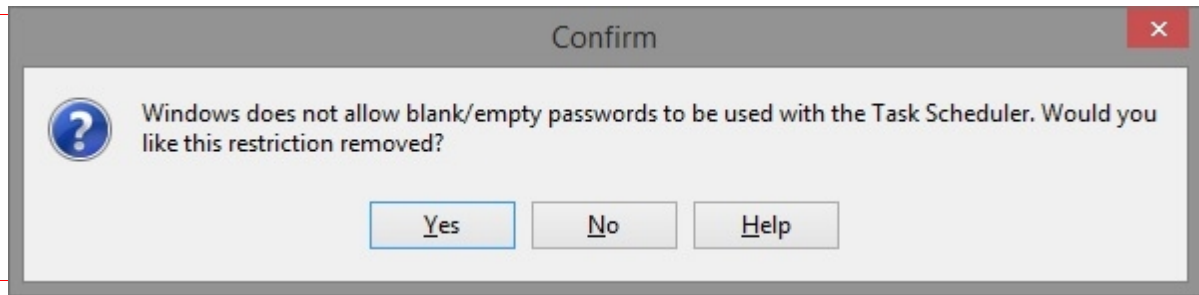 Confirm
Windows does not allow blank/empty passwords to be used with the Task Scheduler. Would you
like this restriction removed?
Yes
No
Help